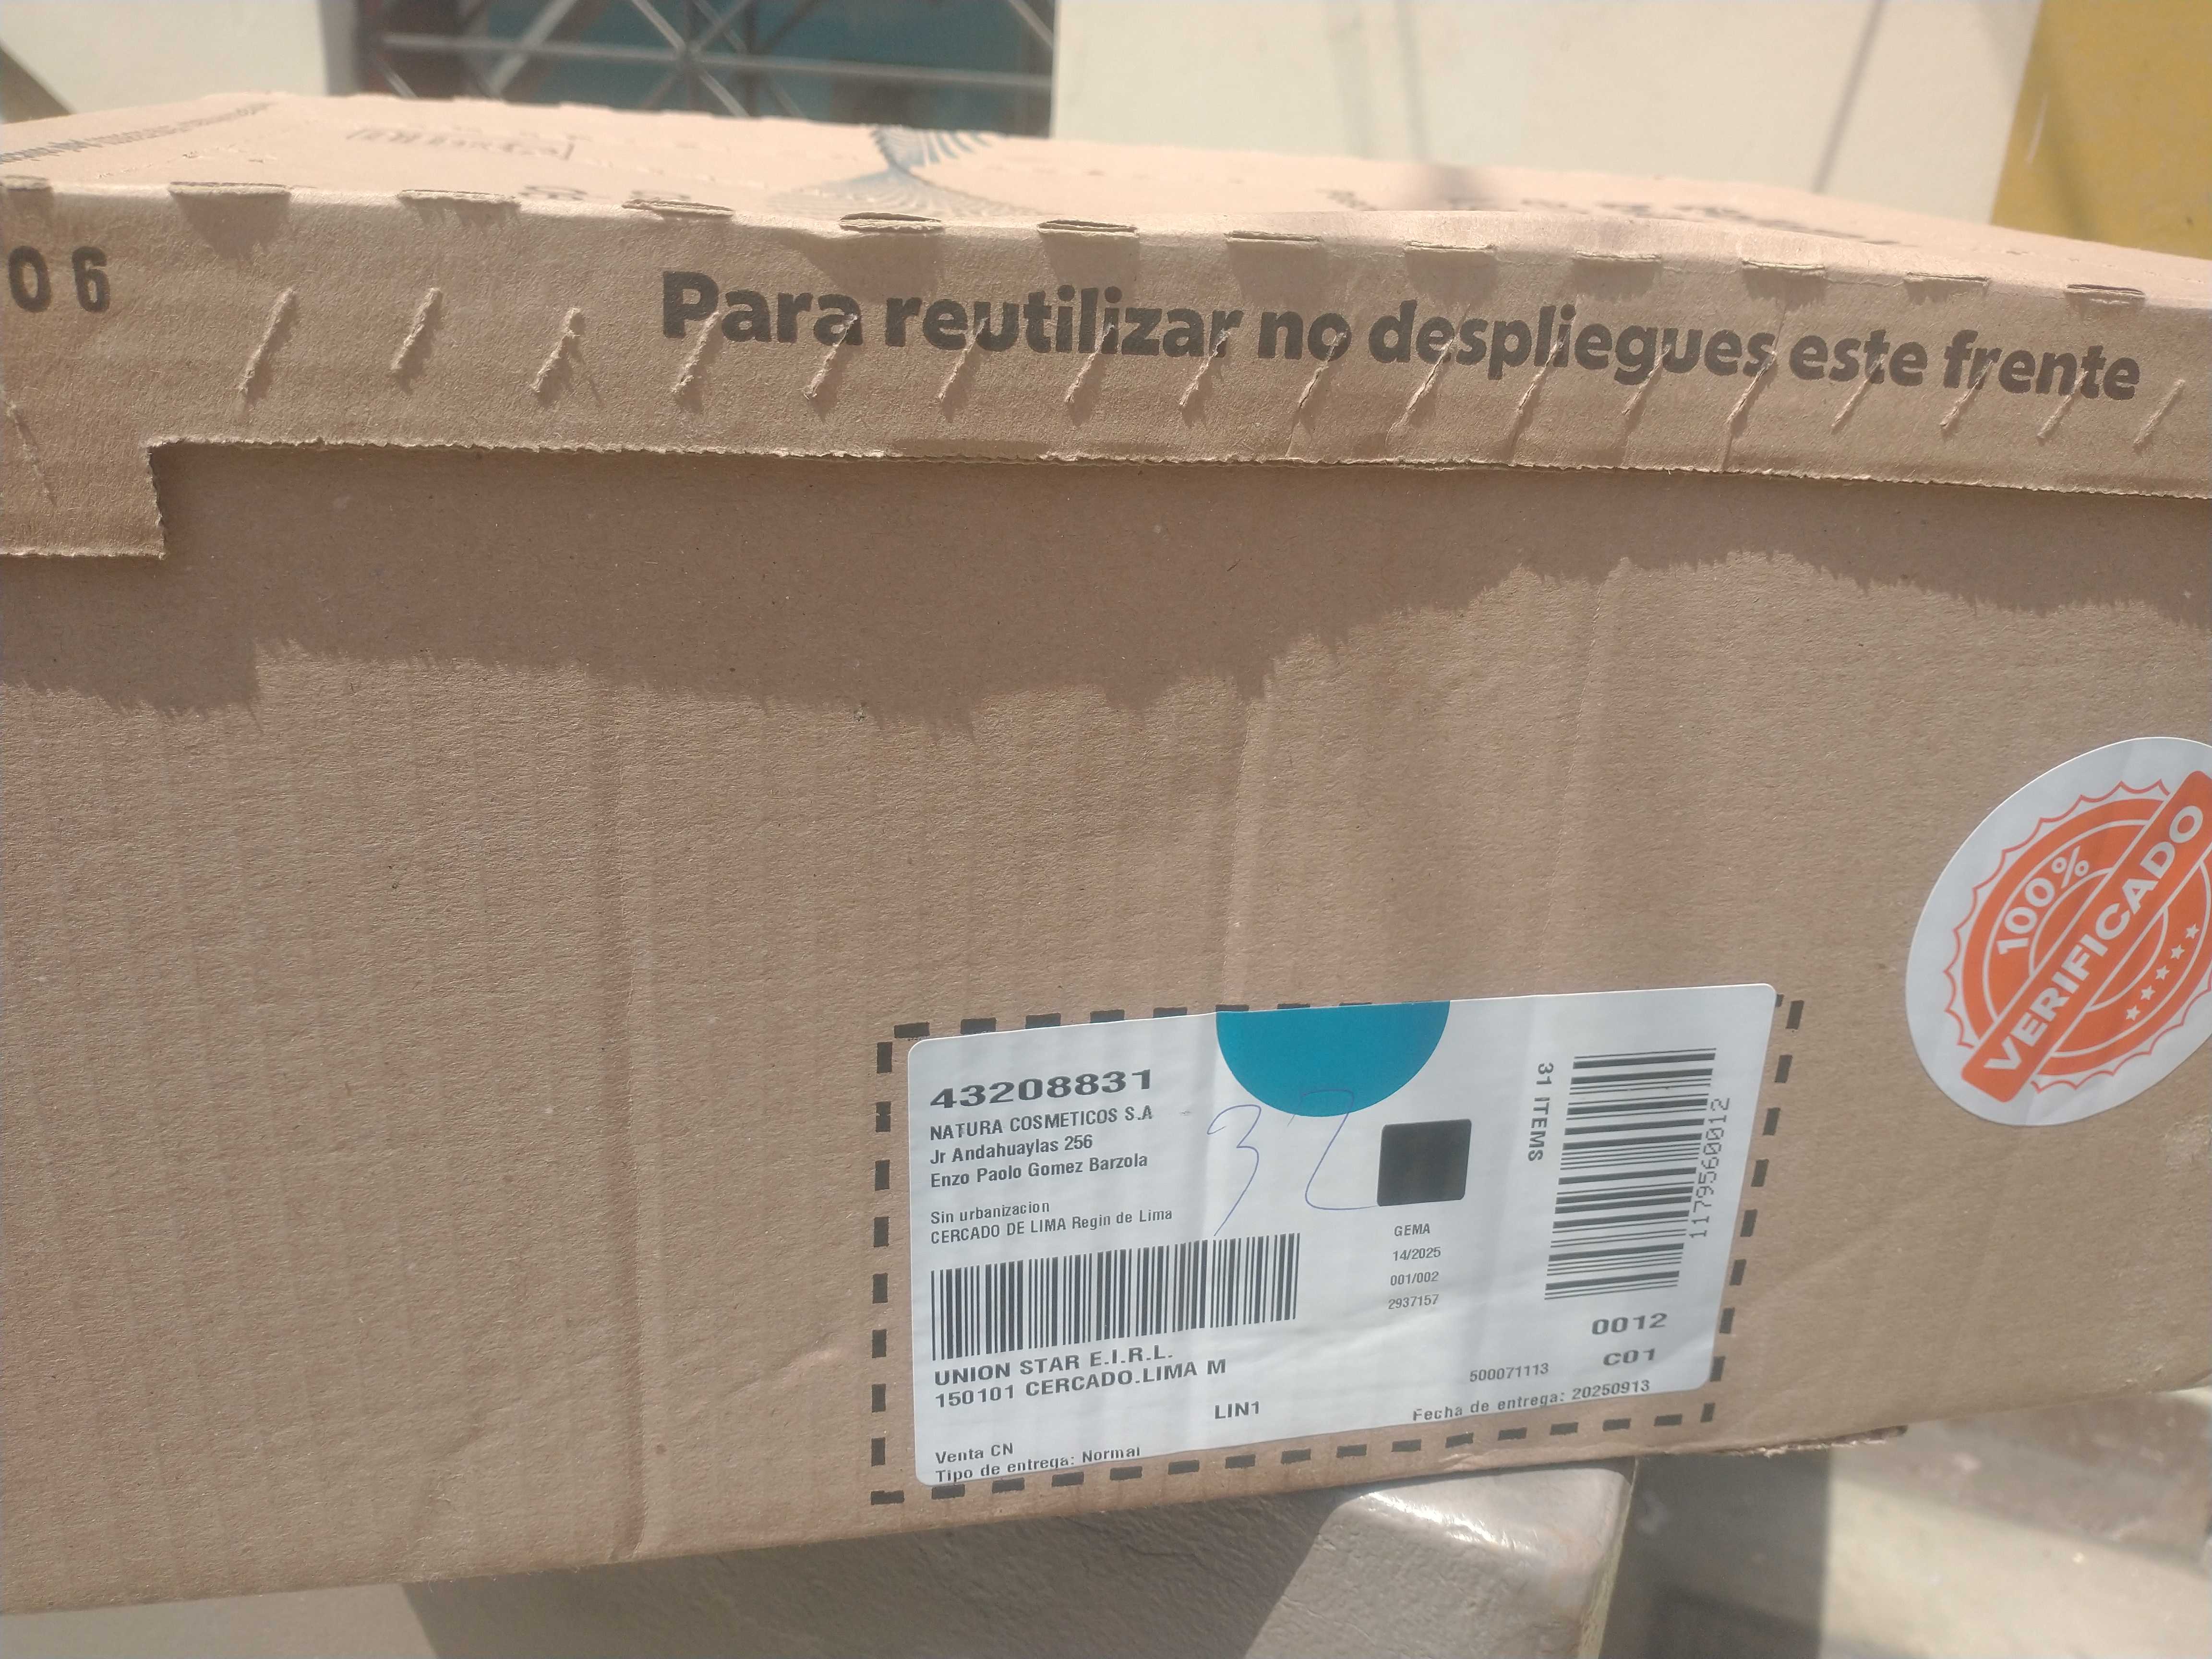 06
Para reutilizar no despliegues este frente
100%
VERIFICADO
43208831
NATURA COSMETICOS S.A
Jr Andahuaylas 256
Enzo Paolo Gomez Barzola
Sin urbanizacion
CERCADO DE LIMA Regin de Lima
32
UNION STAR E.I.R.L.
150101 CERCADO.LIMA M
LIN1
Venta CN
Tipo de entrega: Normal
GEMA
14/2025
001/002
2937157
31 ITEMS
1179560012
0012
C01
500071113
Fecha de entrega: 20250913